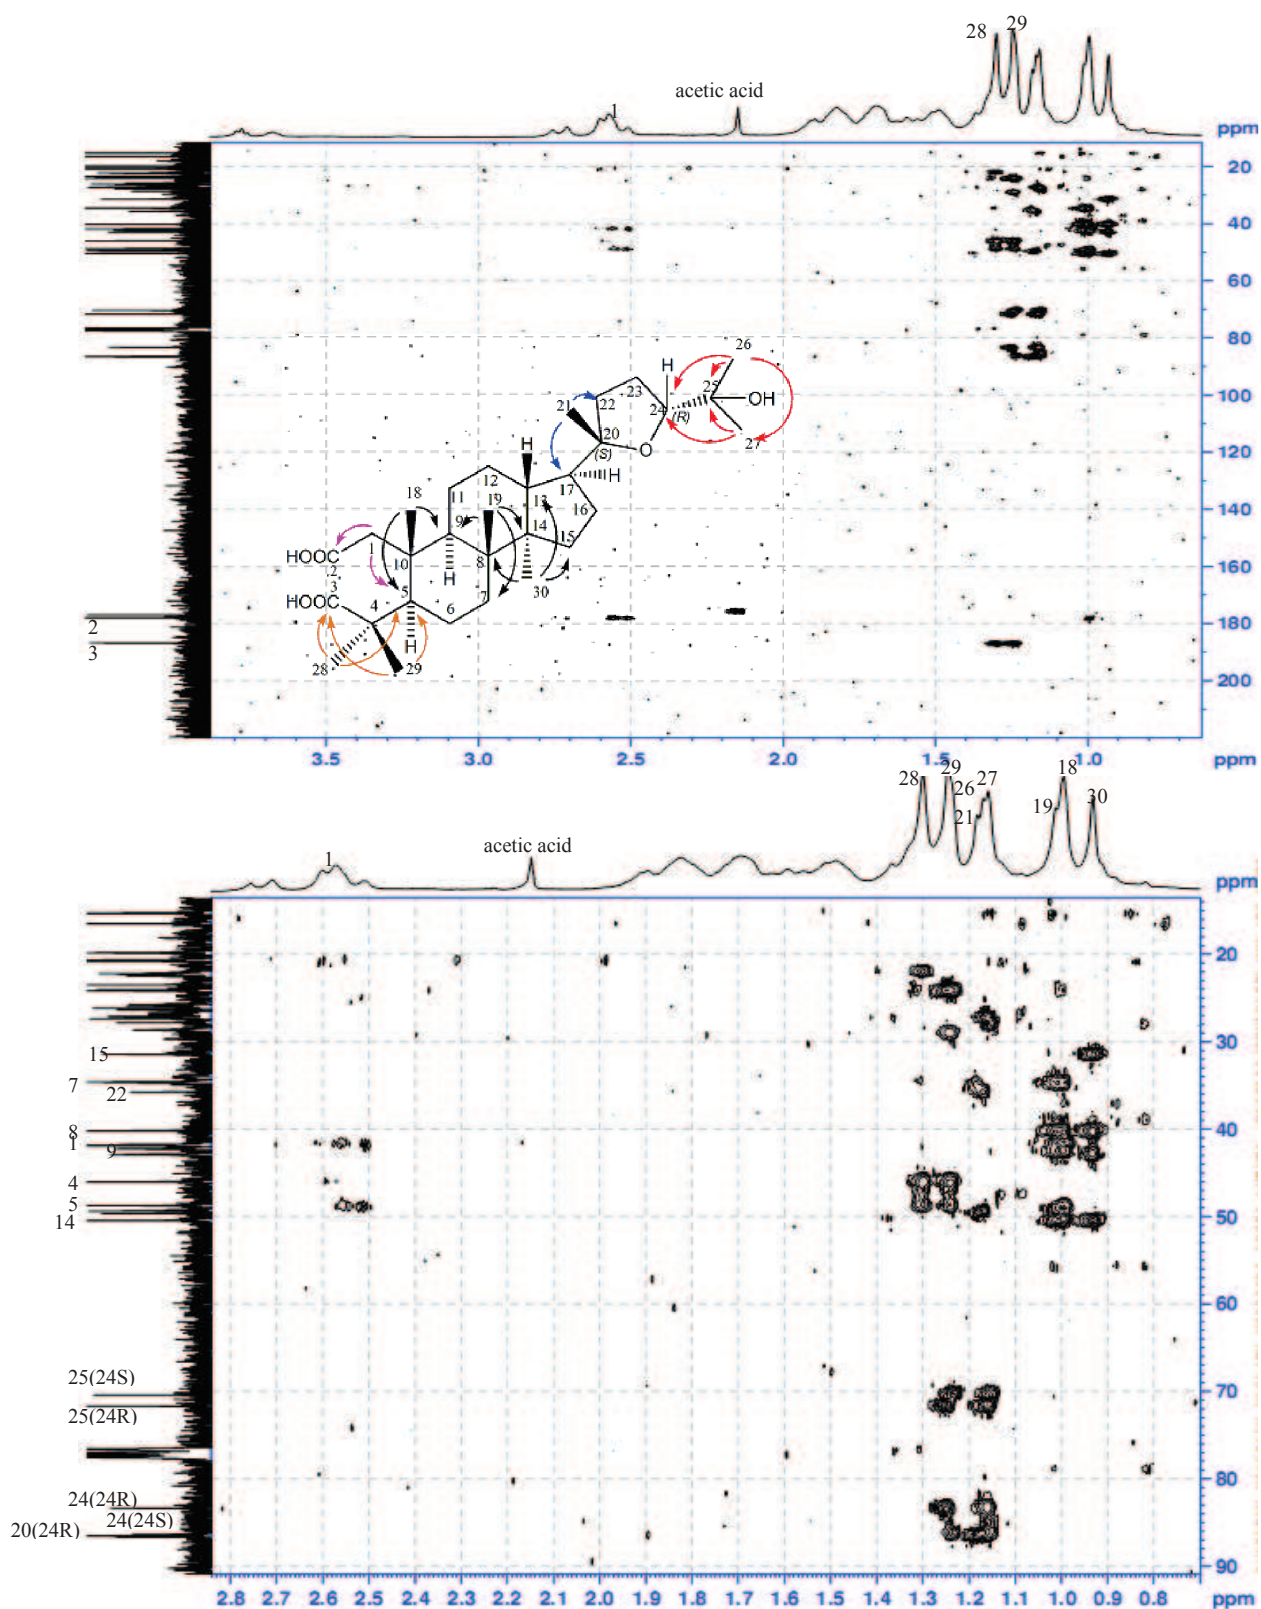 28 29
acetic acid
1
ppm
20
40
60
80
100
120
140
160
180
200
2
3
26
H
23
25
OH
21
22
24
(R)
20
O
27
(S)
H
12
17
H
18
11
19
13
16
9
14
15
1
HOOC
2
10
8
H
30
3
HOOC
4
5
6
7
H
28
29
3.5 3.0 2.5 2.0 1.5 1.0 ppm
28 29 27 18
26
21 19 30
acetic acid
1
ppm
20
30
40
50
60
70
80
90
15
7
22
8
1
9
4
5
14
25(24S)
25(24R)
24(24R)
24(24S)
20(24R)
2.8 2.7 2.6 2.5 2.4 2.3 2.2 2.1 2.0 1.9 1.8 1.7 1.6 1.5 1.4 1.3 1.2 1.1 1.0 0.9 0.8 ppm